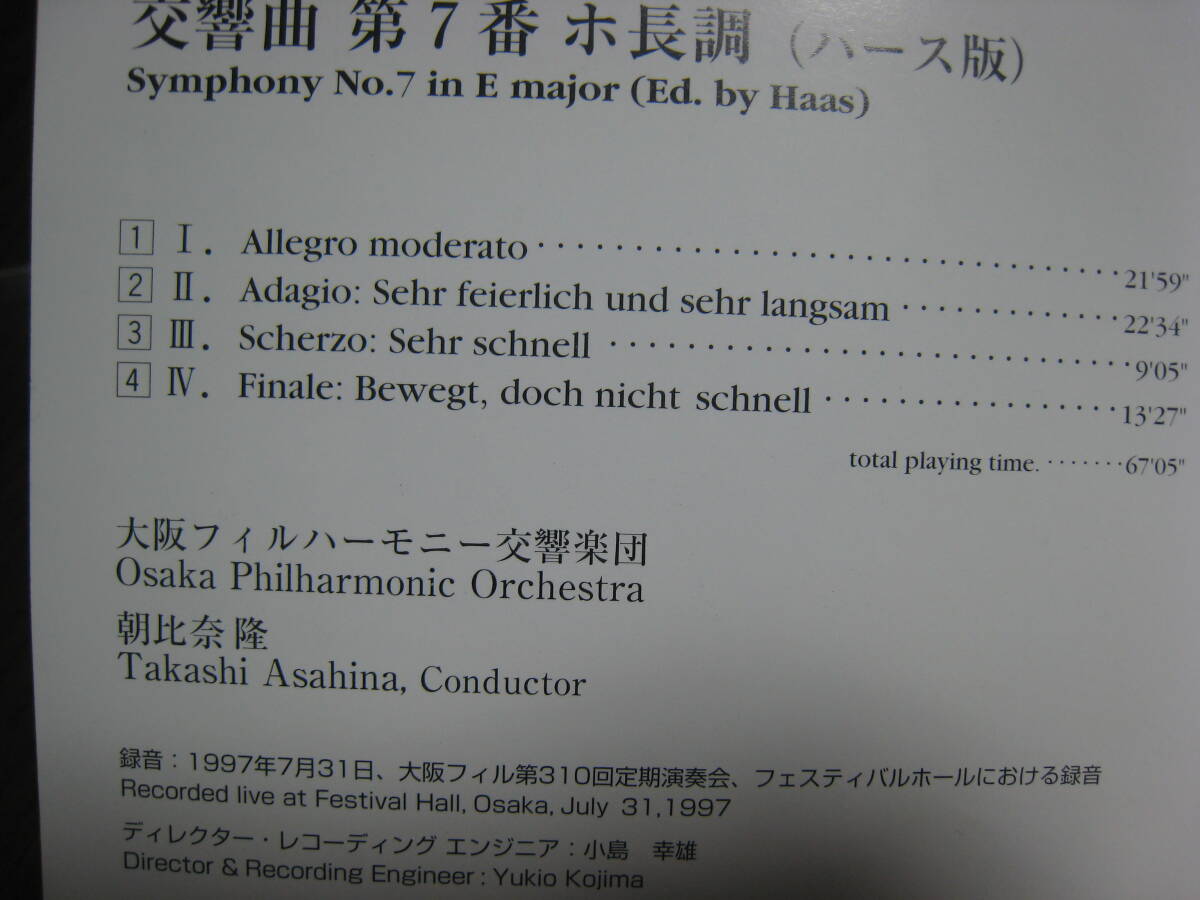 交響曲 第7番 ホ長調 (ハース版)
Symphony No.7 in E major (Ed. by Haas)
1 Ⅰ. Allegro moderato ······························ 21'59"
2 Ⅱ. Adagio: Sehr feierlich und sehr langsam ············ 22'34"
3 Ⅲ. Scherzo: Sehr schnell ···························· 9'05"
4 Ⅳ. Finale: Bewegt, doch nicht schnell ················ 13'27"
total playing time. ······· 67'05"
大阪フィルハーモニー交響楽団
Osaka Philharmonic Orchestra
朝比奈 隆
Takashi Asahina, Conductor
録音：1997年7月31日、大阪フィル第310回定期演奏会、フェスティバルホールにおける録音
Recorded live at Festival Hall, Osaka, July 31,1997
ディレクター・レコーディング エンジニア：小島 幸雄
Director & Recording Engineer : Yukio Kojima